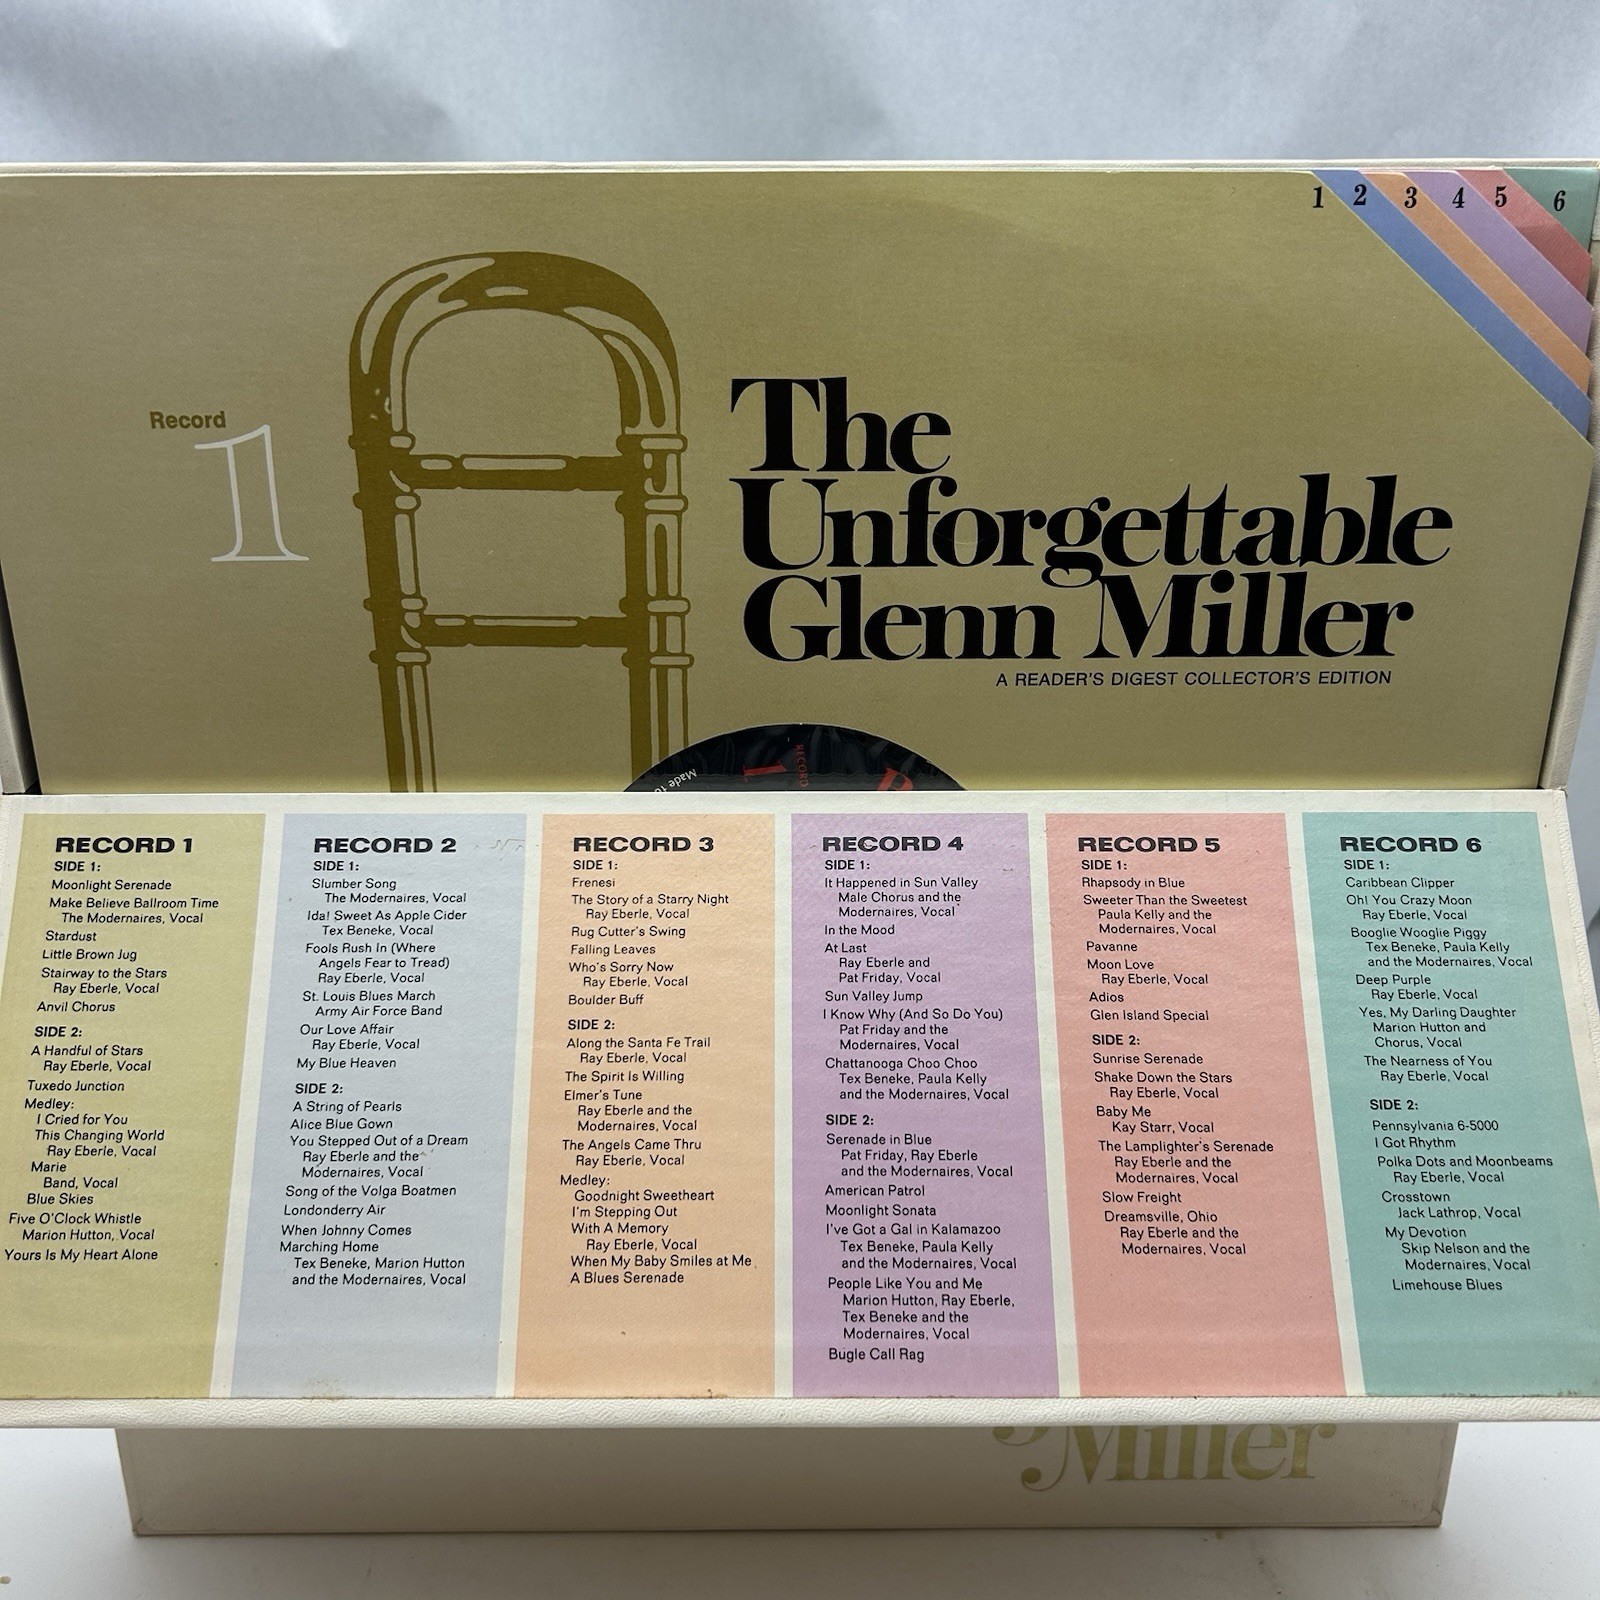 1 2 3 4 5 6
Record
1
The
Unforgettable
Glenn Miller
A READER'S DIGEST COLLECTOR'S EDITION
Made
RECORD
1
RECORD 1
SIDE 1:
Moonlight Serenade
Make Believe Ballroom Time
The Modernaires, Vocal
Stardust
Little Brown Jug
Stairway to the Stars
Ray Eberle, Vocal
Anvil Chorus
SIDE 2:
A Handful of Stars
Ray Eberle, Vocal
Tuxedo Junction
Medley:
I Cried for You
This Changing World
Ray Eberle, Vocal
Marie
Band, Vocal
Blue Skies
Five O'Clock Whistle
Marion Hutton, Vocal
Yours Is My Heart Alone
RECORD 2
SIDE 1:
Slumber Song
The Modernaires, Vocal
Ida! Sweet As Apple Cider
Tex Beneke, Vocal
Fools Rush In (Where
Angels Fear to Tread)
Ray Eberle, Vocal
St. Louis Blues March
Army Air Force Band
Our Love Affair
Ray Eberle, Vocal
My Blue Heaven
SIDE 2:
A String of Pearls
Alice Blue Gown
You Stepped Out of a Dream
Ray Eberle and the
Modernaires, Vocal
Song of the Volga Boatmen
Londonderry Air
When Johnny Comes
Marching Home
Tex Beneke, Marion Hutton
and the Modernaires, Vocal
RECORD 3
SIDE 1:
Frenesi
The Story of a Starry Night
Ray Eberle, Vocal
Rug Cutter's Swing
Falling Leaves
Who's Sorry Now
Ray Eberle, Vocal
Boulder Buff
SIDE 2:
Along the Santa Fe Trail
Ray Eberle, Vocal
The Spirit Is Willing
Elmer's Tune
Ray Eberle and the
Modernaires, Vocal
The Angels Came Thru
Ray Eberle, Vocal
Medley:
Goodnight Sweetheart
I'm Stepping Out
With A Memory
Ray Eberle, Vocal
When My Baby Smiles at Me
A Blues Serenade
RECORD 4
SIDE 1:
It Happened in Sun Valley
Male Chorus and the
Modernaires, Vocal
In the Mood
At Last
Ray Eberle and
Pat Friday, Vocal
Sun Valley Jump
I Know Why (And So Do You)
Pat Friday and the
Modernaires, Vocal
Chattanooga Choo Choo
Tex Beneke, Paula Kelly
and the Modernaires, Vocal
SIDE 2:
Serenade in Blue
Pat Friday, Ray Eberle
and the Modernaires, Vocal
American Patrol
Moonlight Sonata
I've Got a Gal in Kalamazoo
Tex Beneke, Paula Kelly
and the Modernaires, Vocal
People Like You and Me
Marion Hutton, Ray Eberle,
Tex Beneke and the
Modernaires, Vocal
Bugle Call Rag
RECORD 5
SIDE 1:
Rhapsody in Blue
Sweeter Than the Sweetest
Paula Kelly and the
Modernaires, Vocal
Pavanne
Moon Love
Ray Eberle, Vocal
Adios
Glen Island Special
SIDE 2:
Sunrise Serenade
Shake Down the Stars
Ray Eberle, Vocal
Baby Me
Kay Starr, Vocal
The Lamplighter's Serenade
Ray Eberle and the
Modernaires, Vocal
Slow Freight
Dreamsville, Ohio
Ray Eberle and the
Modernaires, Vocal
RECORD 6
SIDE 1:
Caribbean Clipper
Oh! You Crazy Moon
Ray Eberle, Vocal
Booglie Wooglie Piggy
Tex Beneke, Paula Kelly
and the Modernaires, Vocal
Deep Purple
Ray Eberle, Vocal
Yes, My Darling Daughter
Marion Hutton and
Chorus, Vocal
The Nearness of You
Ray Eberle, Vocal
SIDE 2:
Pennsylvania 6-5000
I Got Rhythm
Polka Dots and Moonbeams
Ray Eberle, Vocal
Crosstown
Jack Lathrop, Vocal
My Devotion
Skip Nelson and the
Modernaires, Vocal
Limehouse Blues
Miller